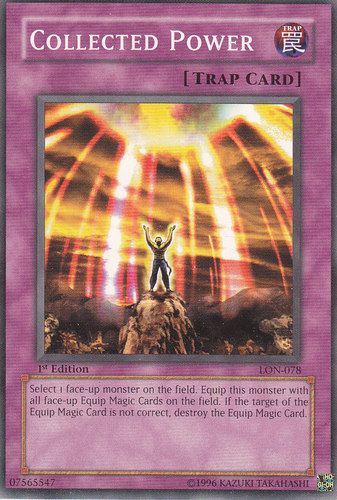 COLLECTED POWER
TRAP
罠
[TRAP CARD]
1st Edition
LON-078
Select 1 face-up monster on the field. Equip this monster with
all face-up Equip Magic Cards on the field. If the target of the
Equip Magic Card is not correct, destroy the Equip Magic Card.
07565547
©1996 KAZUKI TAKAHASHI